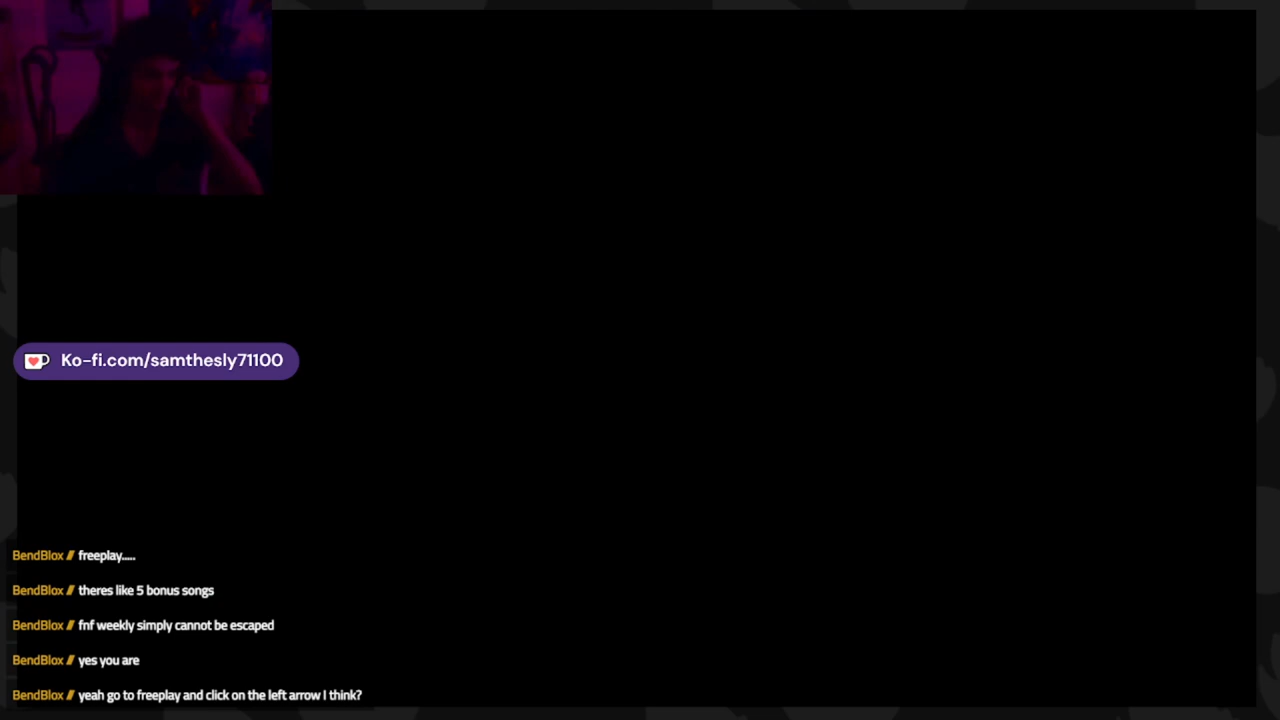 Ko-fi.com/samthesly71100
BendBlox // freeplay.....
BendBlox // theres like 5 bonus songs
BendBlox // fnf weekly simply cannot be escaped
BendBlox // yes you are
BendBlox // yeah go to freeplay and click on the left arrow I think?